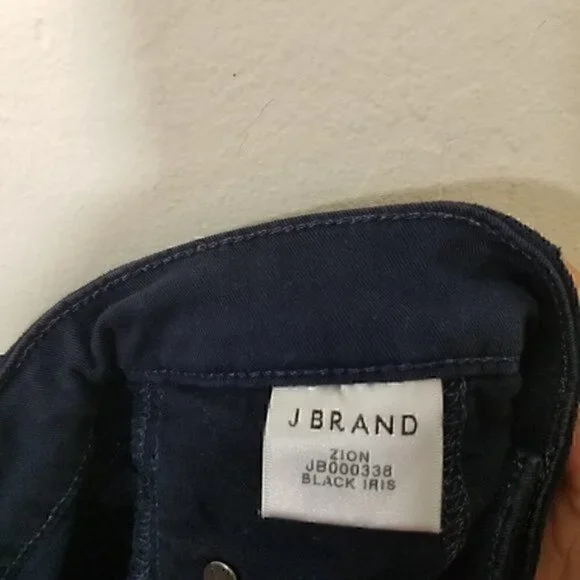 J BRAND
ZION
JB000338
BLACK IRIS